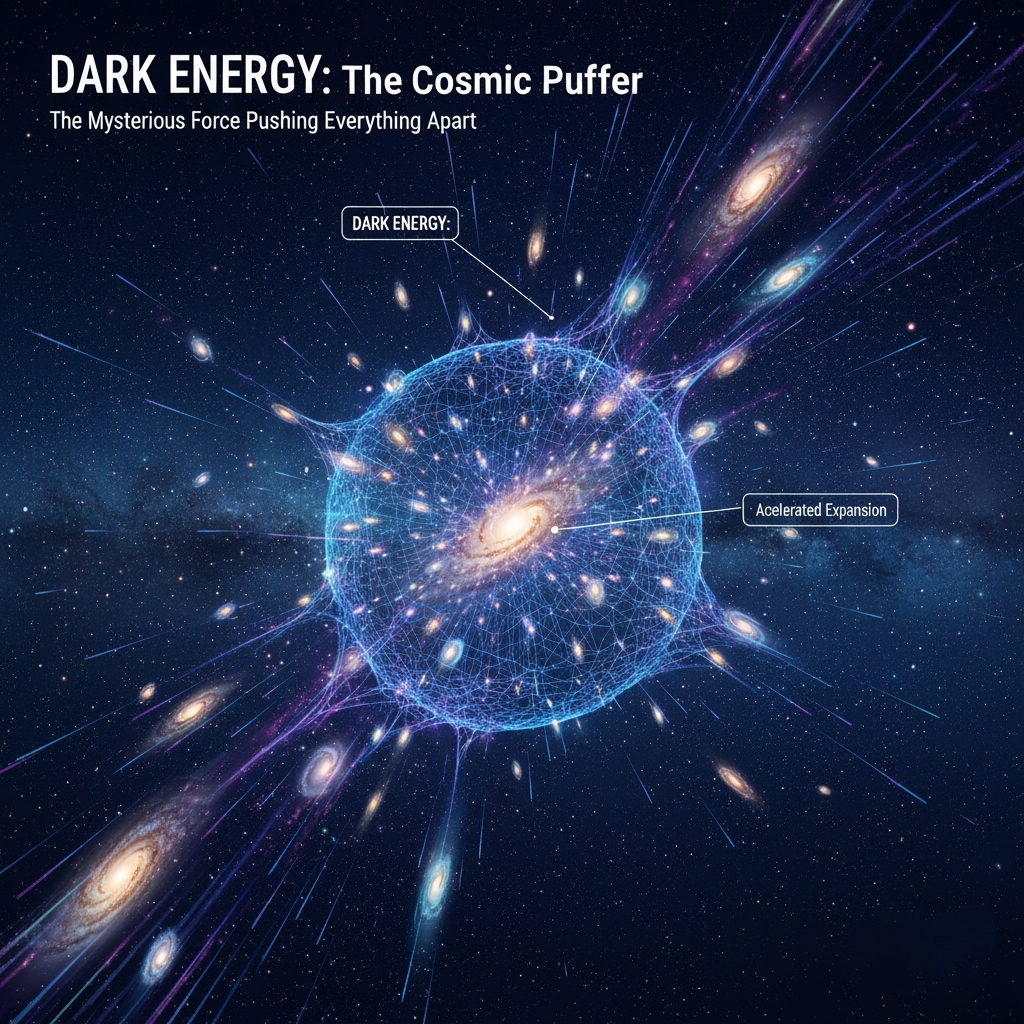 DARK ENERGY: The Cosmic Puffer
The Mysterious Force Pushing Everything Apart
DARK ENERGY:
Acelerated Expansion